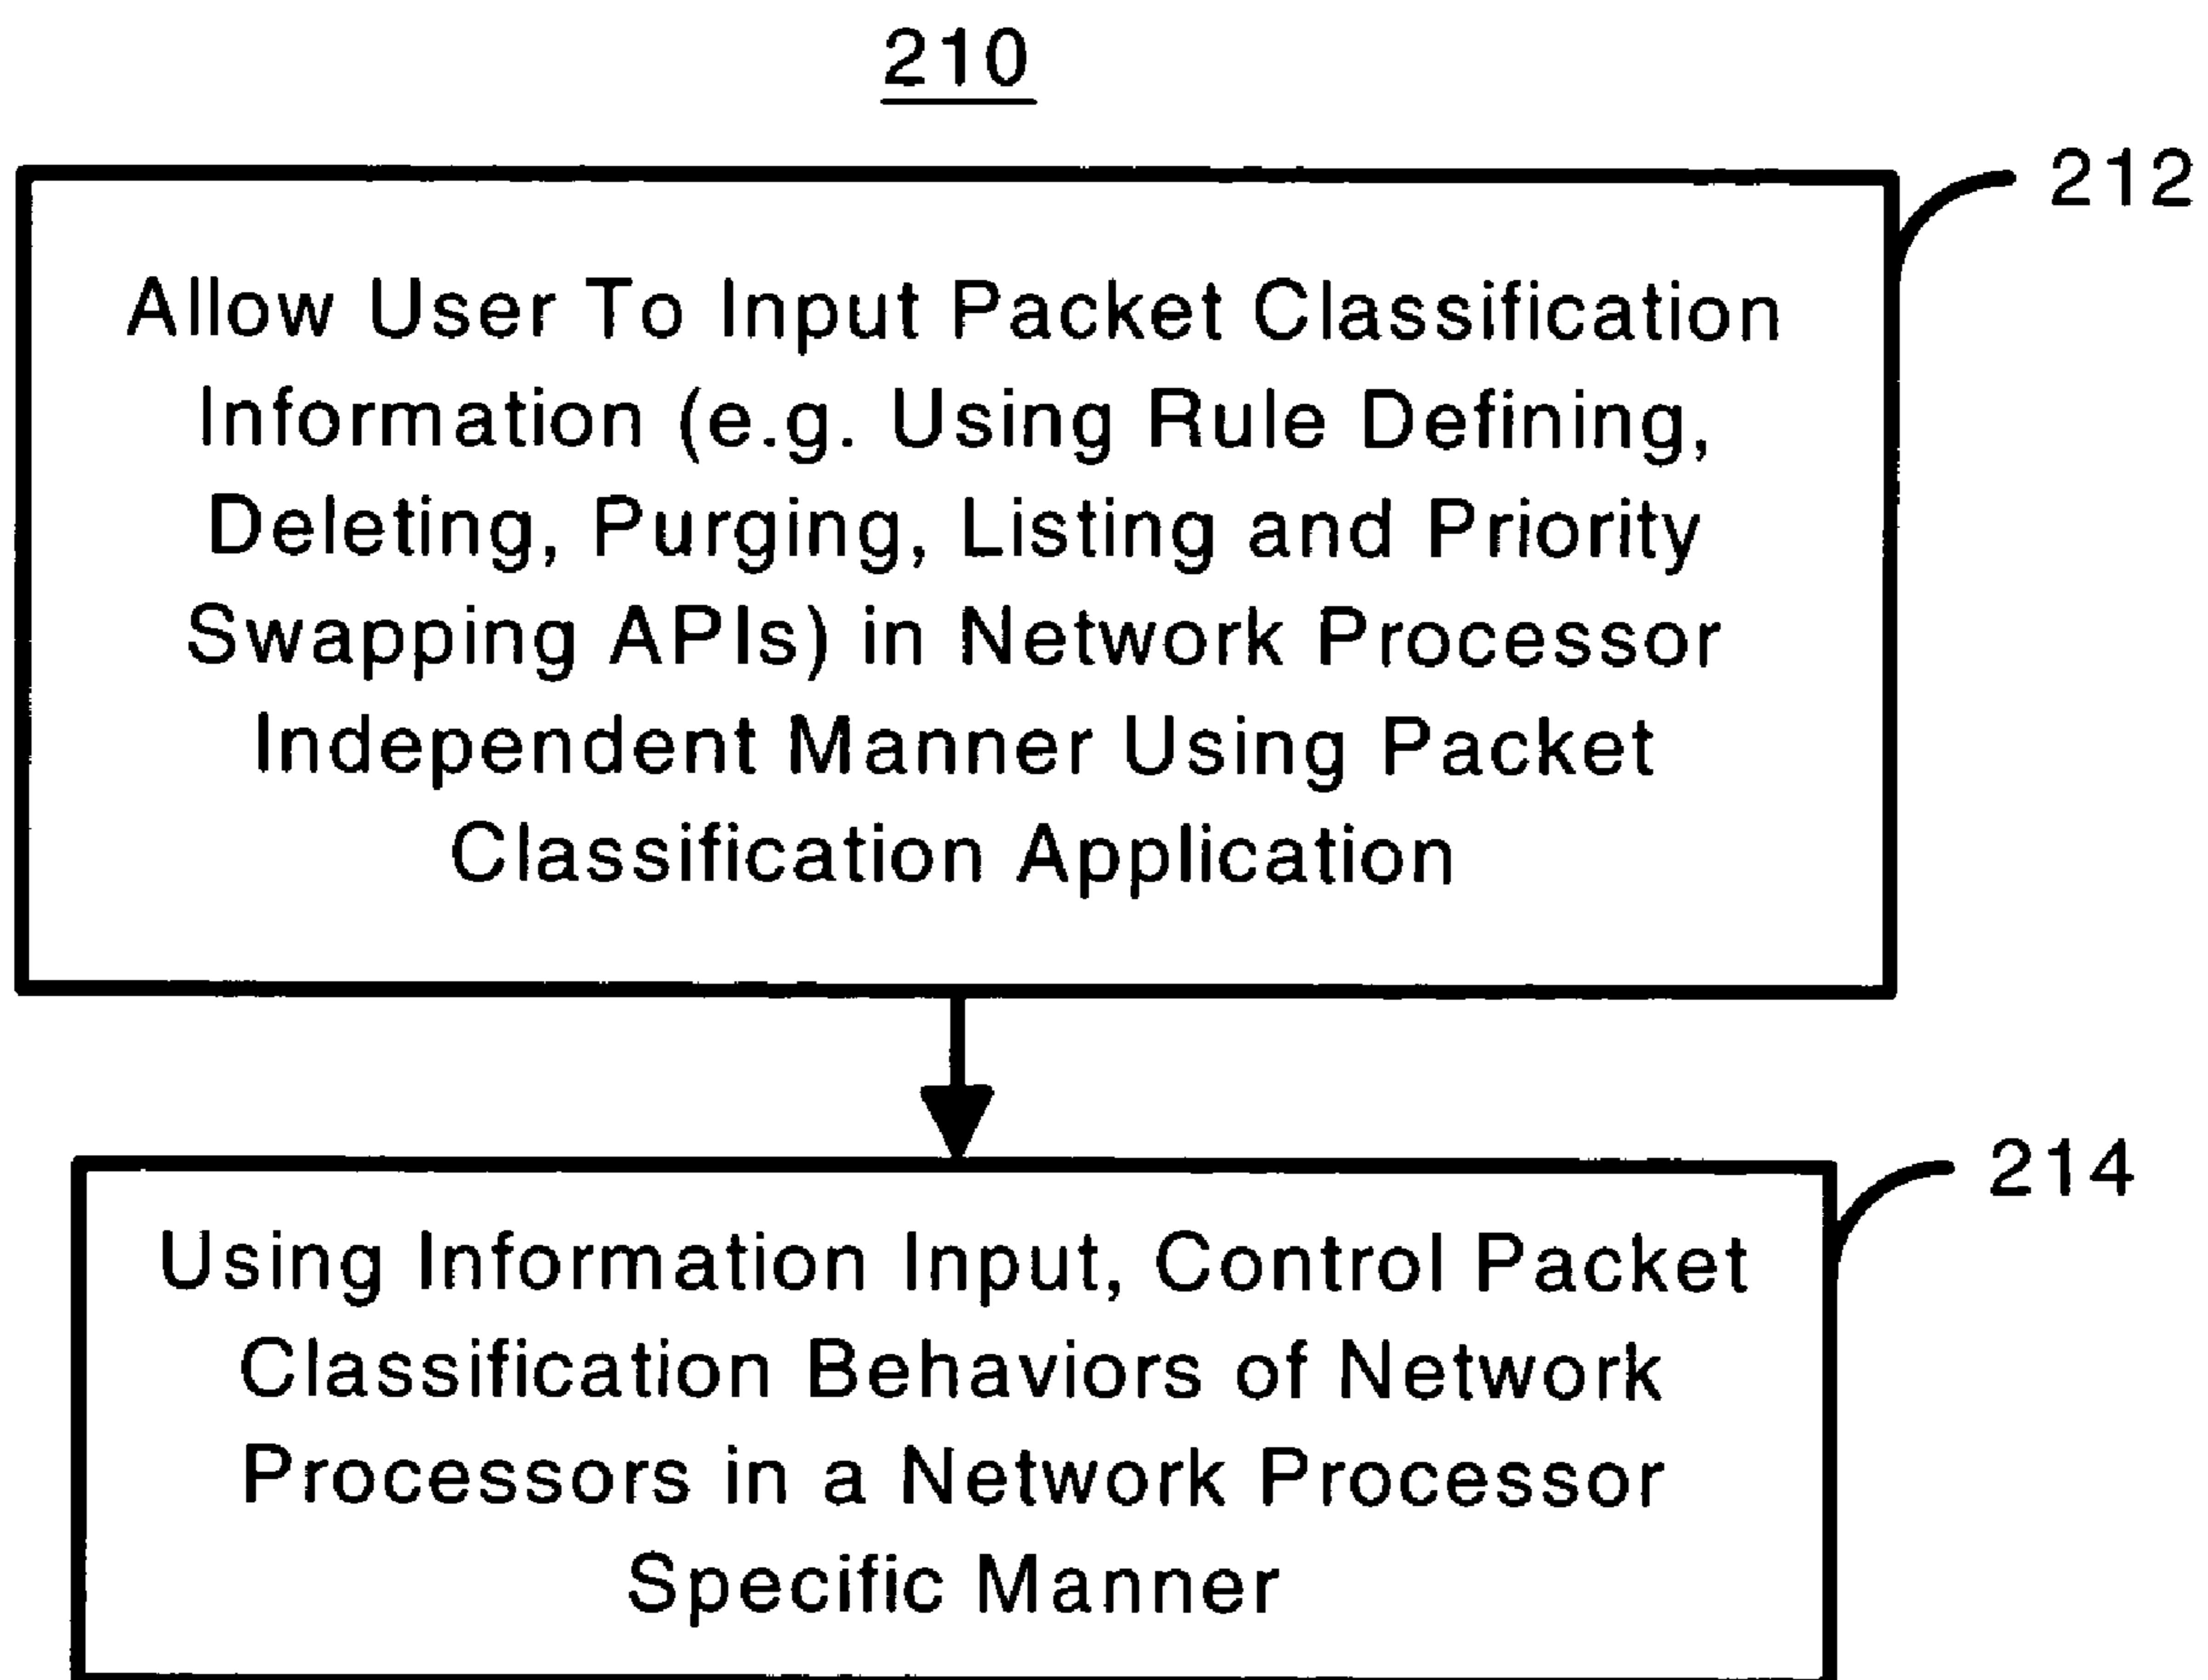 210
212
Allow User To Input Packet Classification
Information (e.g. Using Rule Defining,
Deleting, Purging, Listing and Priority
Swapping APIs) in Network Processor
Independent Manner Using Packet
Classification Application
214
Using Information Input, Control Packet
Classification Behaviors of Network
Processors in a Network Processor
Specific Manner